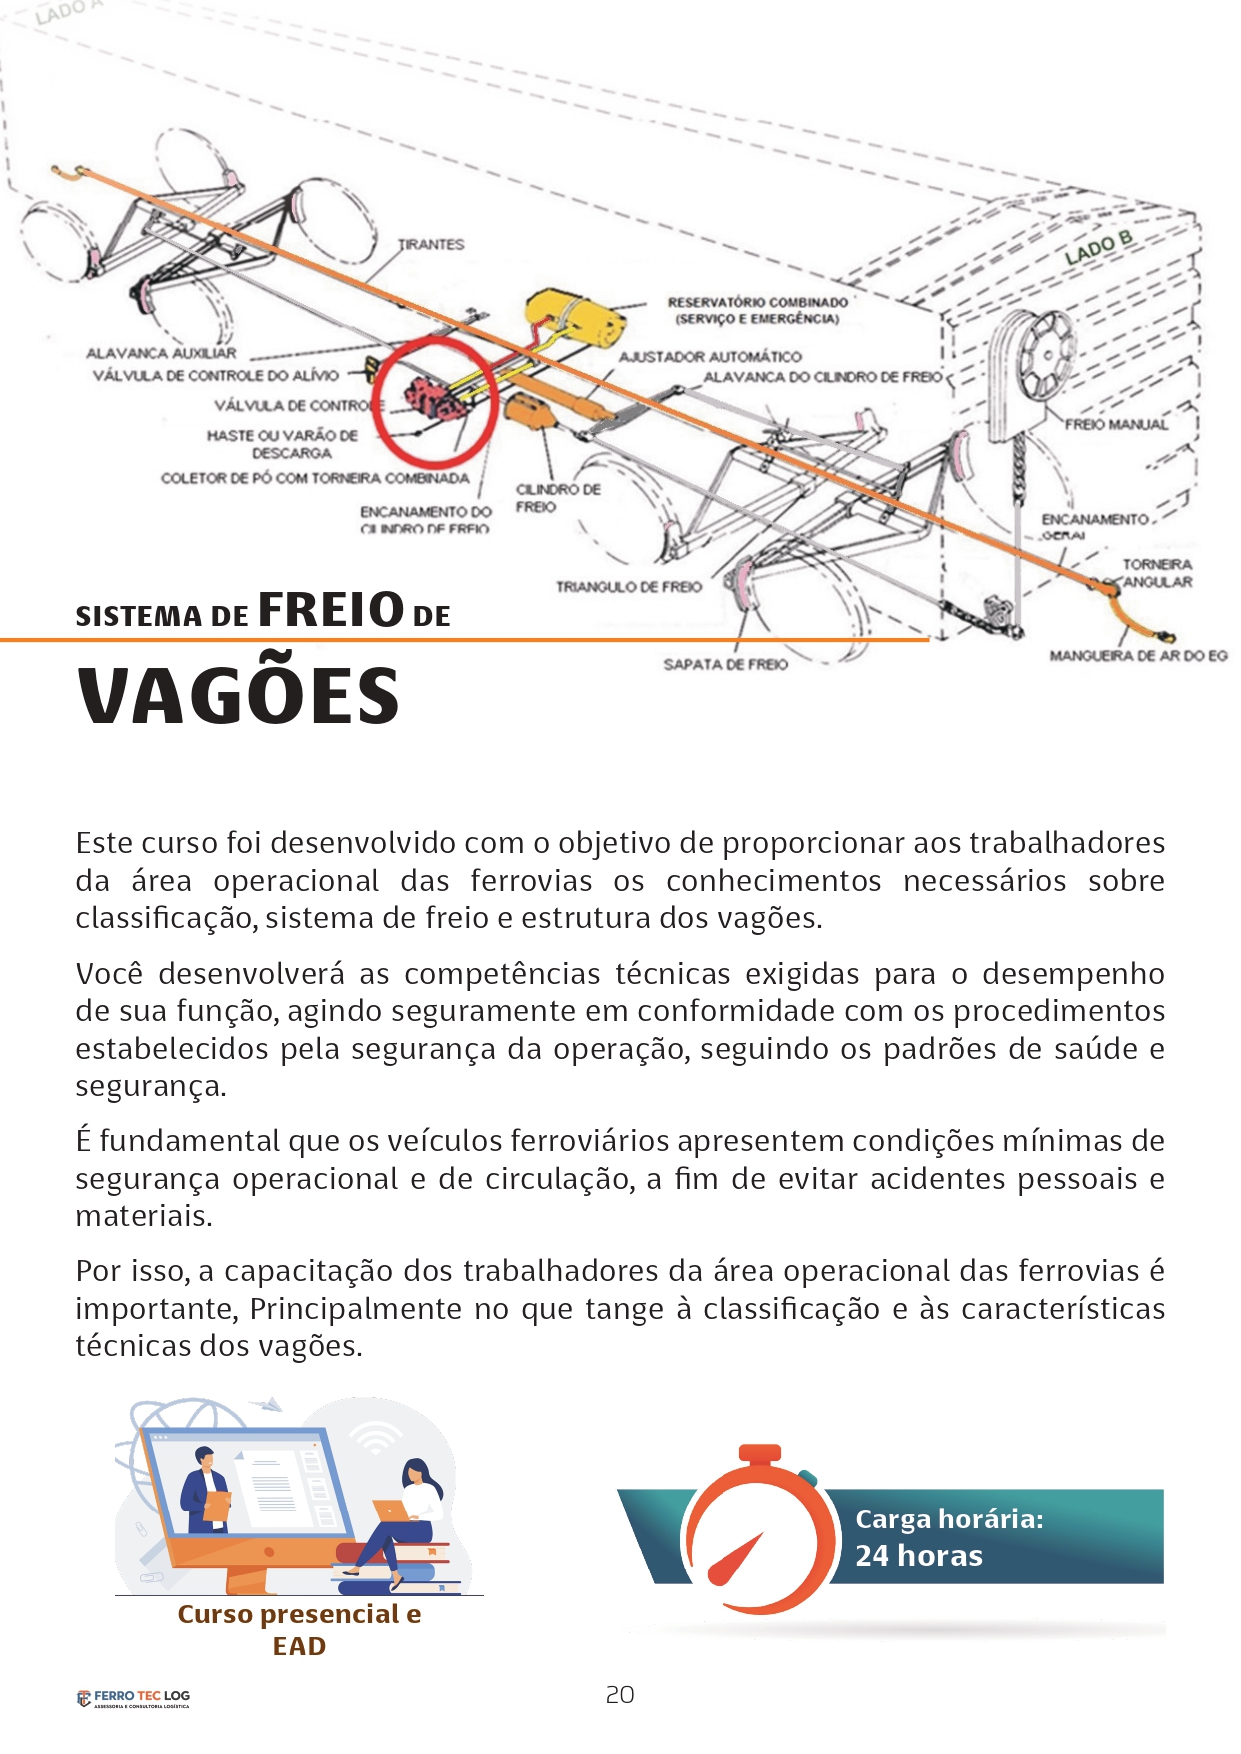 LADO A
LADO B
TIRANTES
RESERVATÓRIO COMBINADO
(SERVIÇO E EMERGÊNCIA)
ALAVANCA AUXILIAR
AJUSTADOR AUTOMÁTICO
VÁLVULA DE CONTROLE DO ALÍVIO
ALAVANCA DO CILINDRO DE FREIO
VÁLVULA DE CONTROLE
FREIO MANUAL
HASTE OU VARÃO DE
DESCARGA
COLETOR DE PÓ COM TORNEIRA COMBINADA
CILINDRO DE
FREIO
ENCANAMENTO DO
CILINDRO DE FREIO
ENCANAMENTO
GERAL
TORNEIRA
ANGULAR
TRIANGULO DE FREIO
SAPATA DE FREIO
MANGUEIRA DE AR DO EG
SISTEMA DE FREIO DE
VAGÕES
Este curso foi desenvolvido com o objetivo de proporcionar aos trabalhadores
da área operacional das ferrovias os conhecimentos necessários sobre
classificação, sistema de freio e estrutura dos vagões.
Você desenvolverá as competências técnicas exigidas para o desempenho
de sua função, agindo seguramente em conformidade com os procedimentos
estabelecidos pela segurança da operação, seguindo os padrões de saúde e
segurança.
É fundamental que os veículos ferroviários apresentem condições mínimas de
segurança operacional e de circulação, a fim de evitar acidentes pessoais e
materiais.
Por isso, a capacitação dos trabalhadores da área operacional das ferrovias é
importante, Principalmente no que tange à classificação e às características
técnicas dos vagões.
Carga horária:
24 horas
Curso presencial e
EAD
FERRO TEC LOG
ASSESSORIA E CONSULTORIA LOGÍSTICA
20